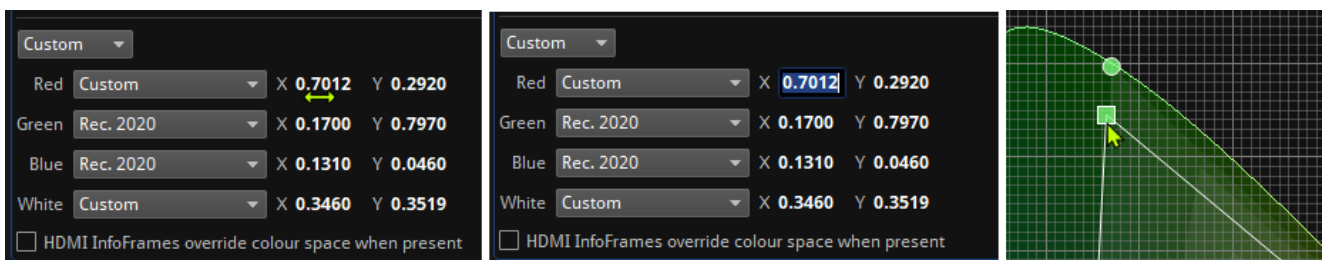 Custom
Red Custom X 0.7012 Y 0.2920
Green Rec. 2020 X 0.1700 Y 0.7970
Blue Rec. 2020 X 0.1310 Y 0.0460
White Custom X 0.3460 Y 0.3519
HDMI InfoFrames override colour space when present
Custom
Red Custom X 0.7012 Y 0.2920
Green Rec. 2020 X 0.1700 Y 0.7970
Blue Rec. 2020 X 0.1310 Y 0.0460
White Custom X 0.3460 Y 0.3519
HDMI InfoFrames override colour space when present